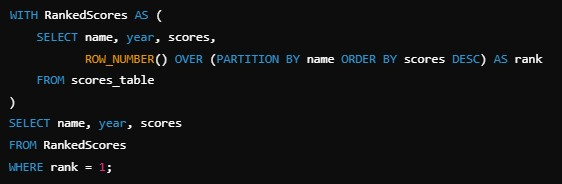 WITH RankedScores AS (
    SELECT name, year, scores,
           ROW_NUMBER() OVER (PARTITION BY name ORDER BY scores DESC) AS rank
    FROM scores_table
)
SELECT name, year, scores
FROM RankedScores
WHERE rank = 1;